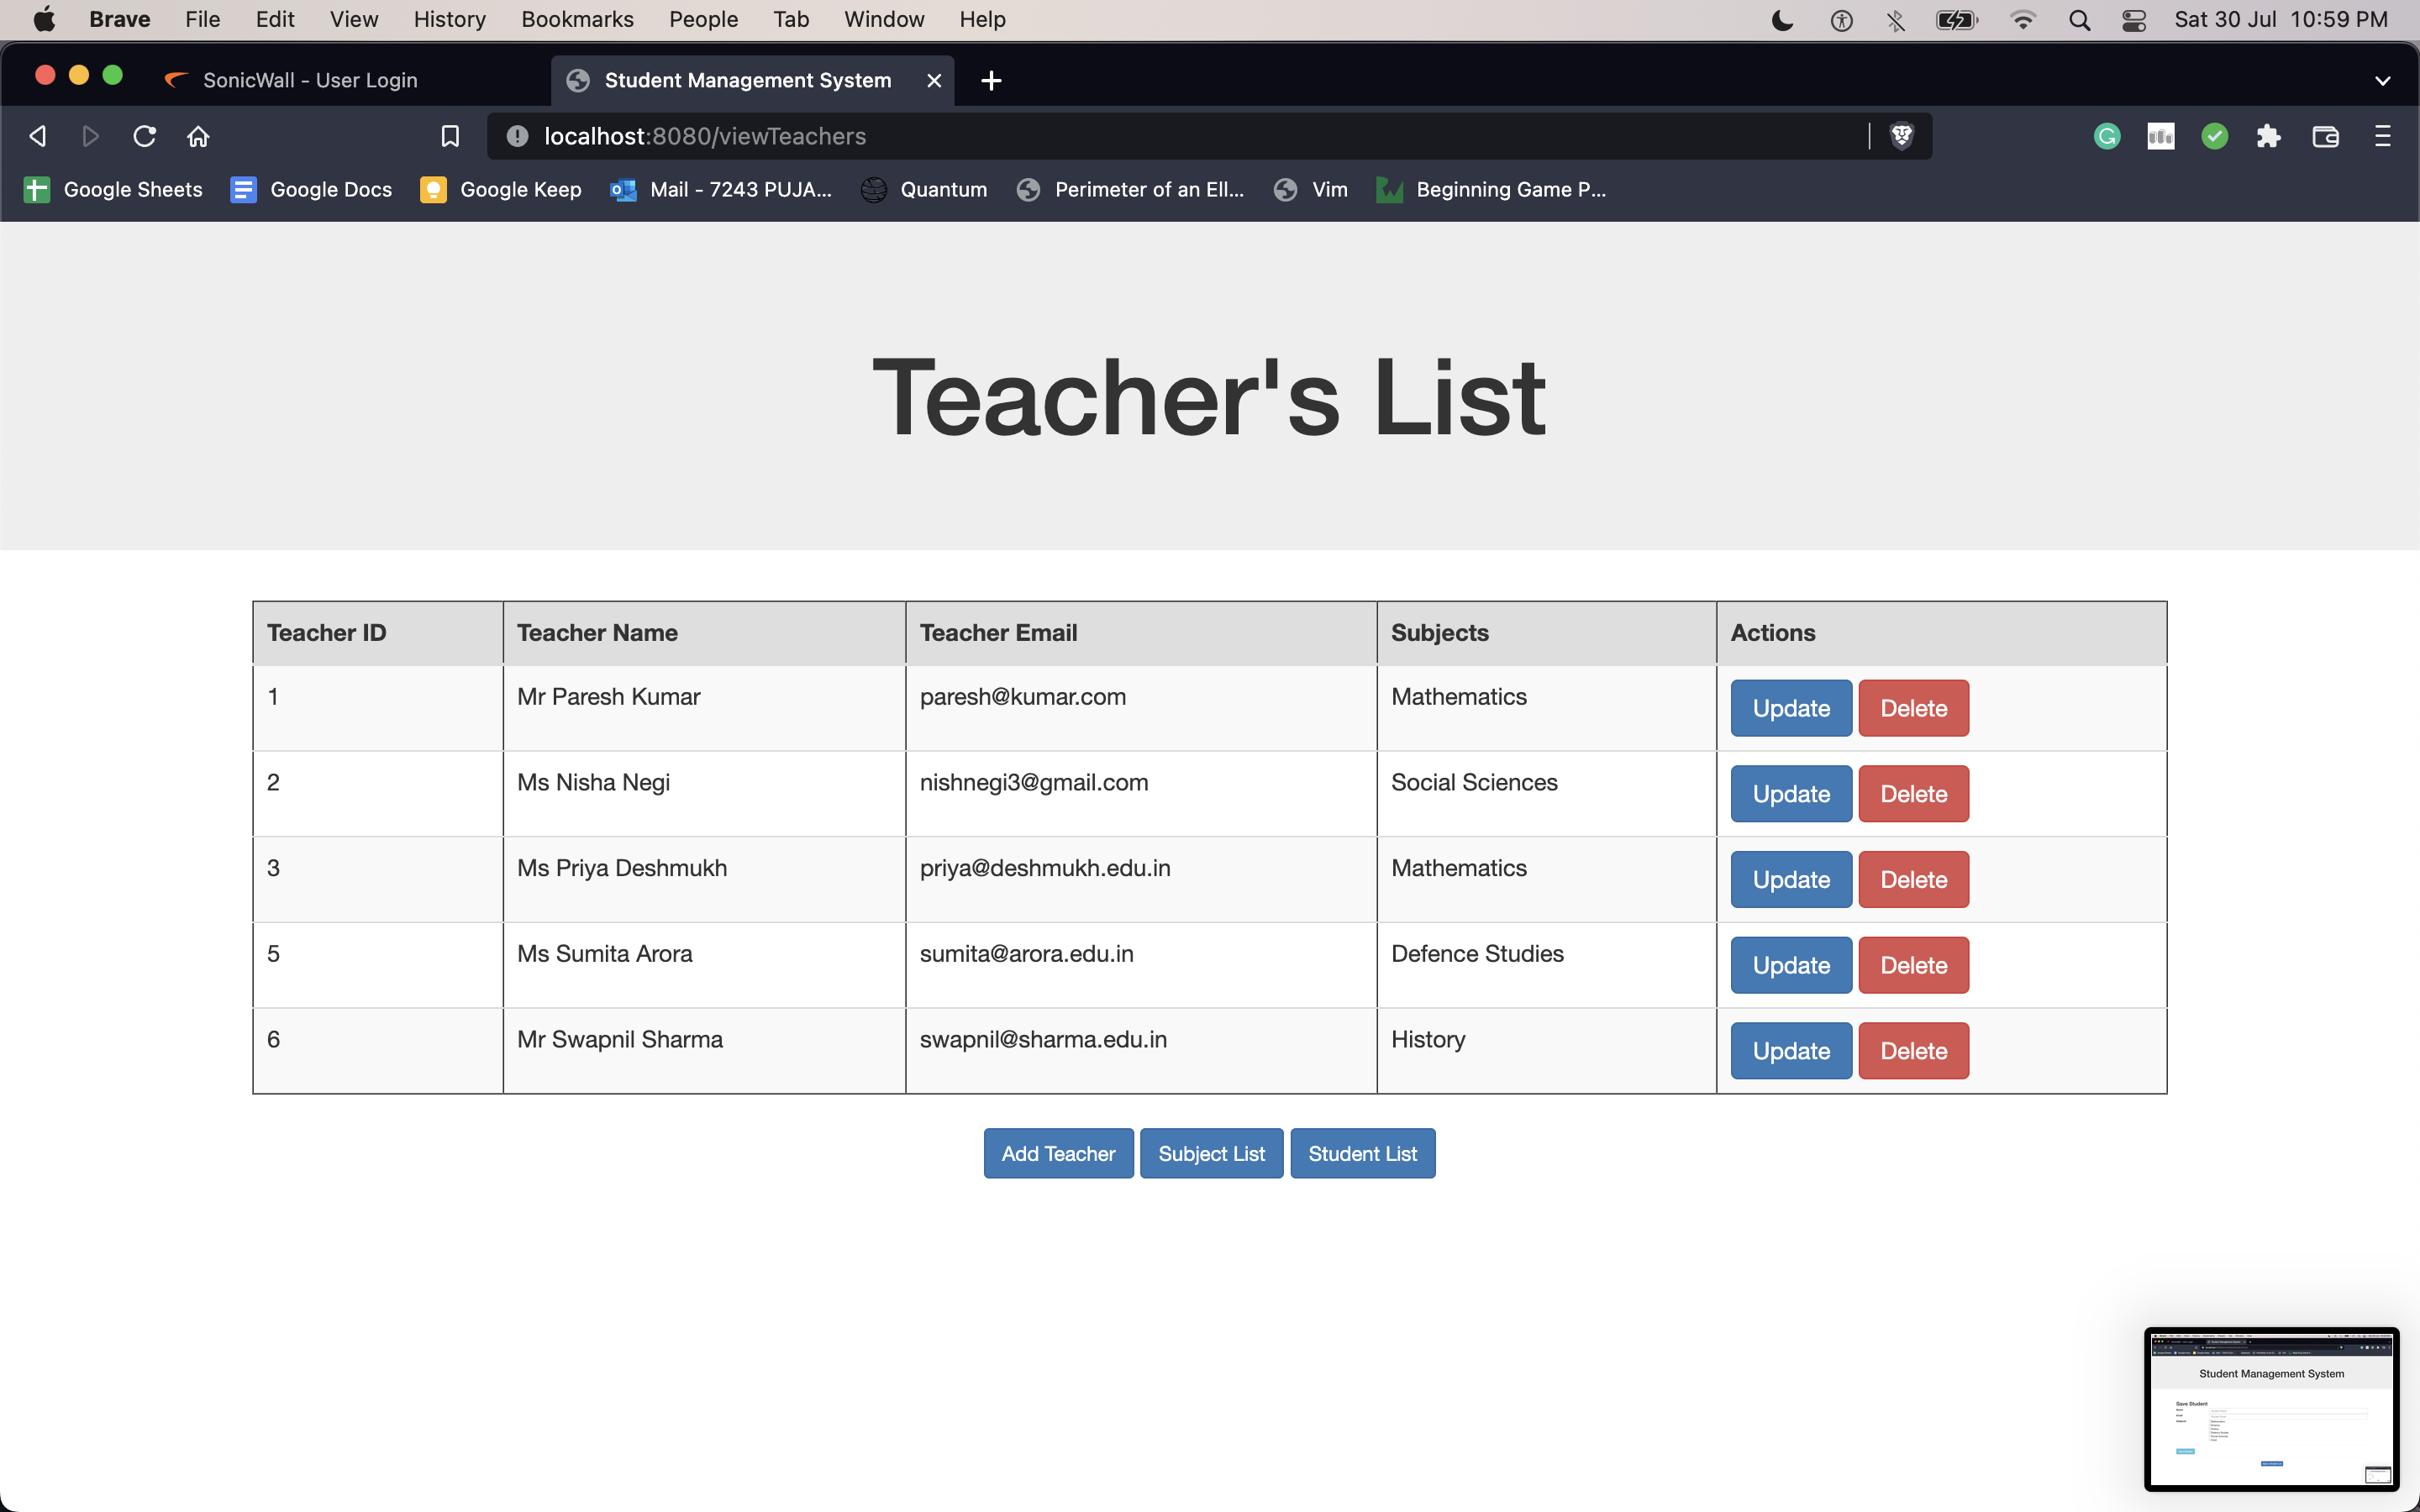 Brave File Edit View History Bookmarks People Tab Window Help Sat 30 Jul 10:59 PM
SonicWall - User Login Student Management System
localhost:8080/viewTeachers
Google Sheets Google Docs Google Keep Mail - 7243 PUJA... Quantum Perimeter of an Ell... Vim Beginning Game P...
Teacher's List
Teacher ID Teacher Name Teacher Email Subjects Actions
1 Mr Paresh Kumar paresh@kumar.com Mathematics Update Delete
2 Ms Nisha Negi nishnegi3@gmail.com Social Sciences Update Delete
3 Ms Priya Deshmukh priya@deshmukh.edu.in Mathematics Update Delete
5 Ms Sumita Arora sumita@arora.edu.in Defence Studies Update Delete
6 Mr Swapnil Sharma swapnil@sharma.edu.in History Update Delete
Add Teacher Subject List Student List
Student Management System
Save Student